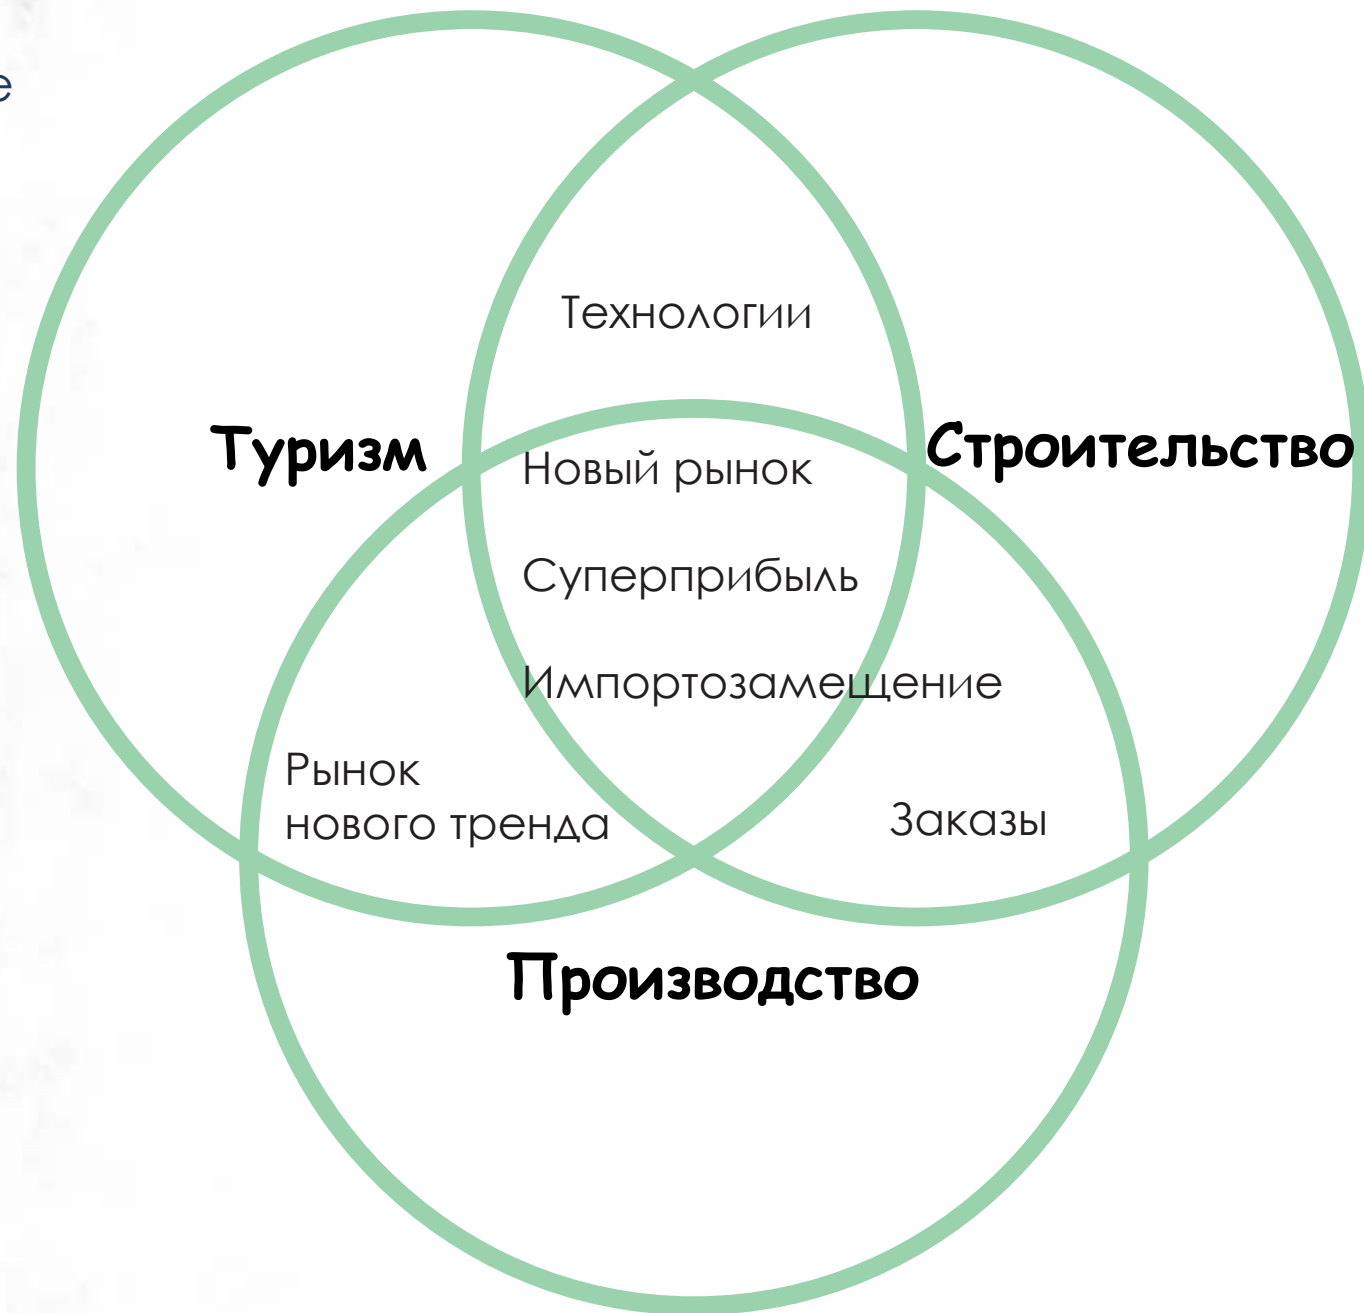 е
Технологии
Туризм
Строительство
Новый рынок
Суперприбыль
Импортозамещение
Рынок
нового тренда
Заказы
Производство